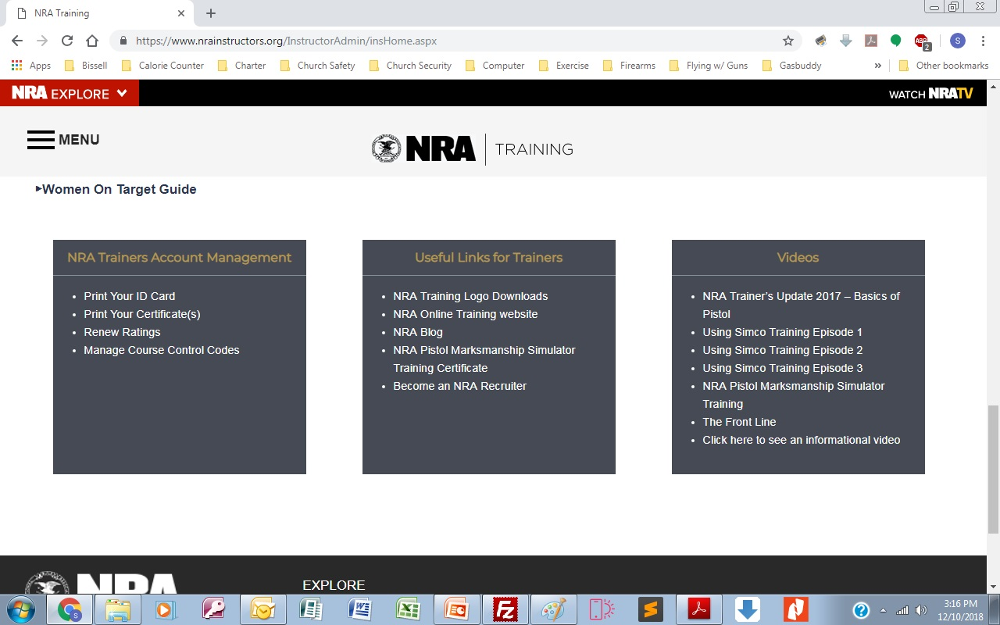 NRA Training
https://www.nrainstructors.org/InstructorAdmin/insHome.aspx
ABP
2
S
Apps
Bissell
Calorie Counter
Charter
Church Safety
Church Security
Computer
Exercise
Firearms
Flying w/ Guns
Gasbuddy
»
Other bookmarks
NRA EXPLORE
WATCH NRATV
MENU
NRA | TRAINING
Women On Target Guide
NRA Trainers Account Management
• Print Your ID Card
• Print Your Certificate(s)
• Renew Ratings
• Manage Course Control Codes
Useful Links for Trainers
• NRA Training Logo Downloads
• NRA Online Training website
• NRA Blog
• NRA Pistol Marksmanship Simulator
Training Certificate
• Become an NRA Recruiter
Videos
• NRA Trainer's Update 2017 – Basics of
Pistol
• Using Simco Training Episode 1
• Using Simco Training Episode 2
• Using Simco Training Episode 3
• NRA Pistol Marksmanship Simulator
Training
• The Front Line
• Click here to see an informational video
NRA
EXPLORE
S
Fz
3:16 PM
12/10/2018